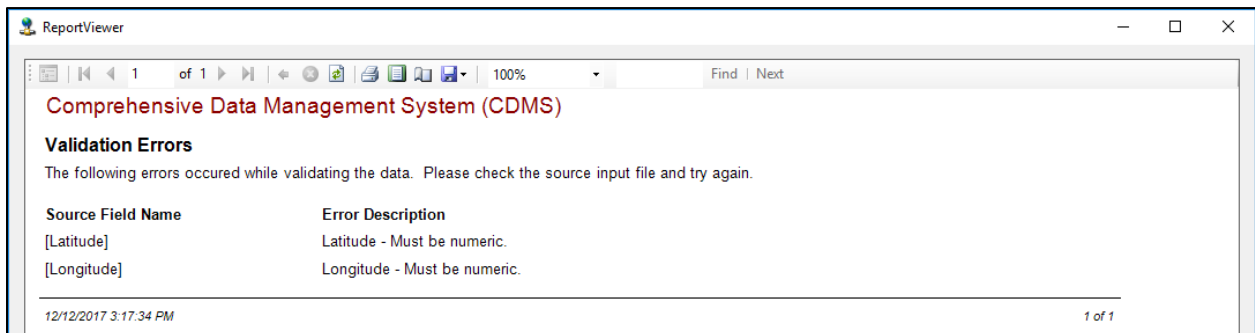 ReportViewer
1 of 1 100% Find | Next
Comprehensive Data Management System (CDMS)
Validation Errors
The following errors occured while validating the data. Please check the source input file and try again.
Source Field Name Error Description
[Latitude] Latitude - Must be numeric.
[Longitude] Longitude - Must be numeric.
12/12/2017 3:17:34 PM 1 of 1